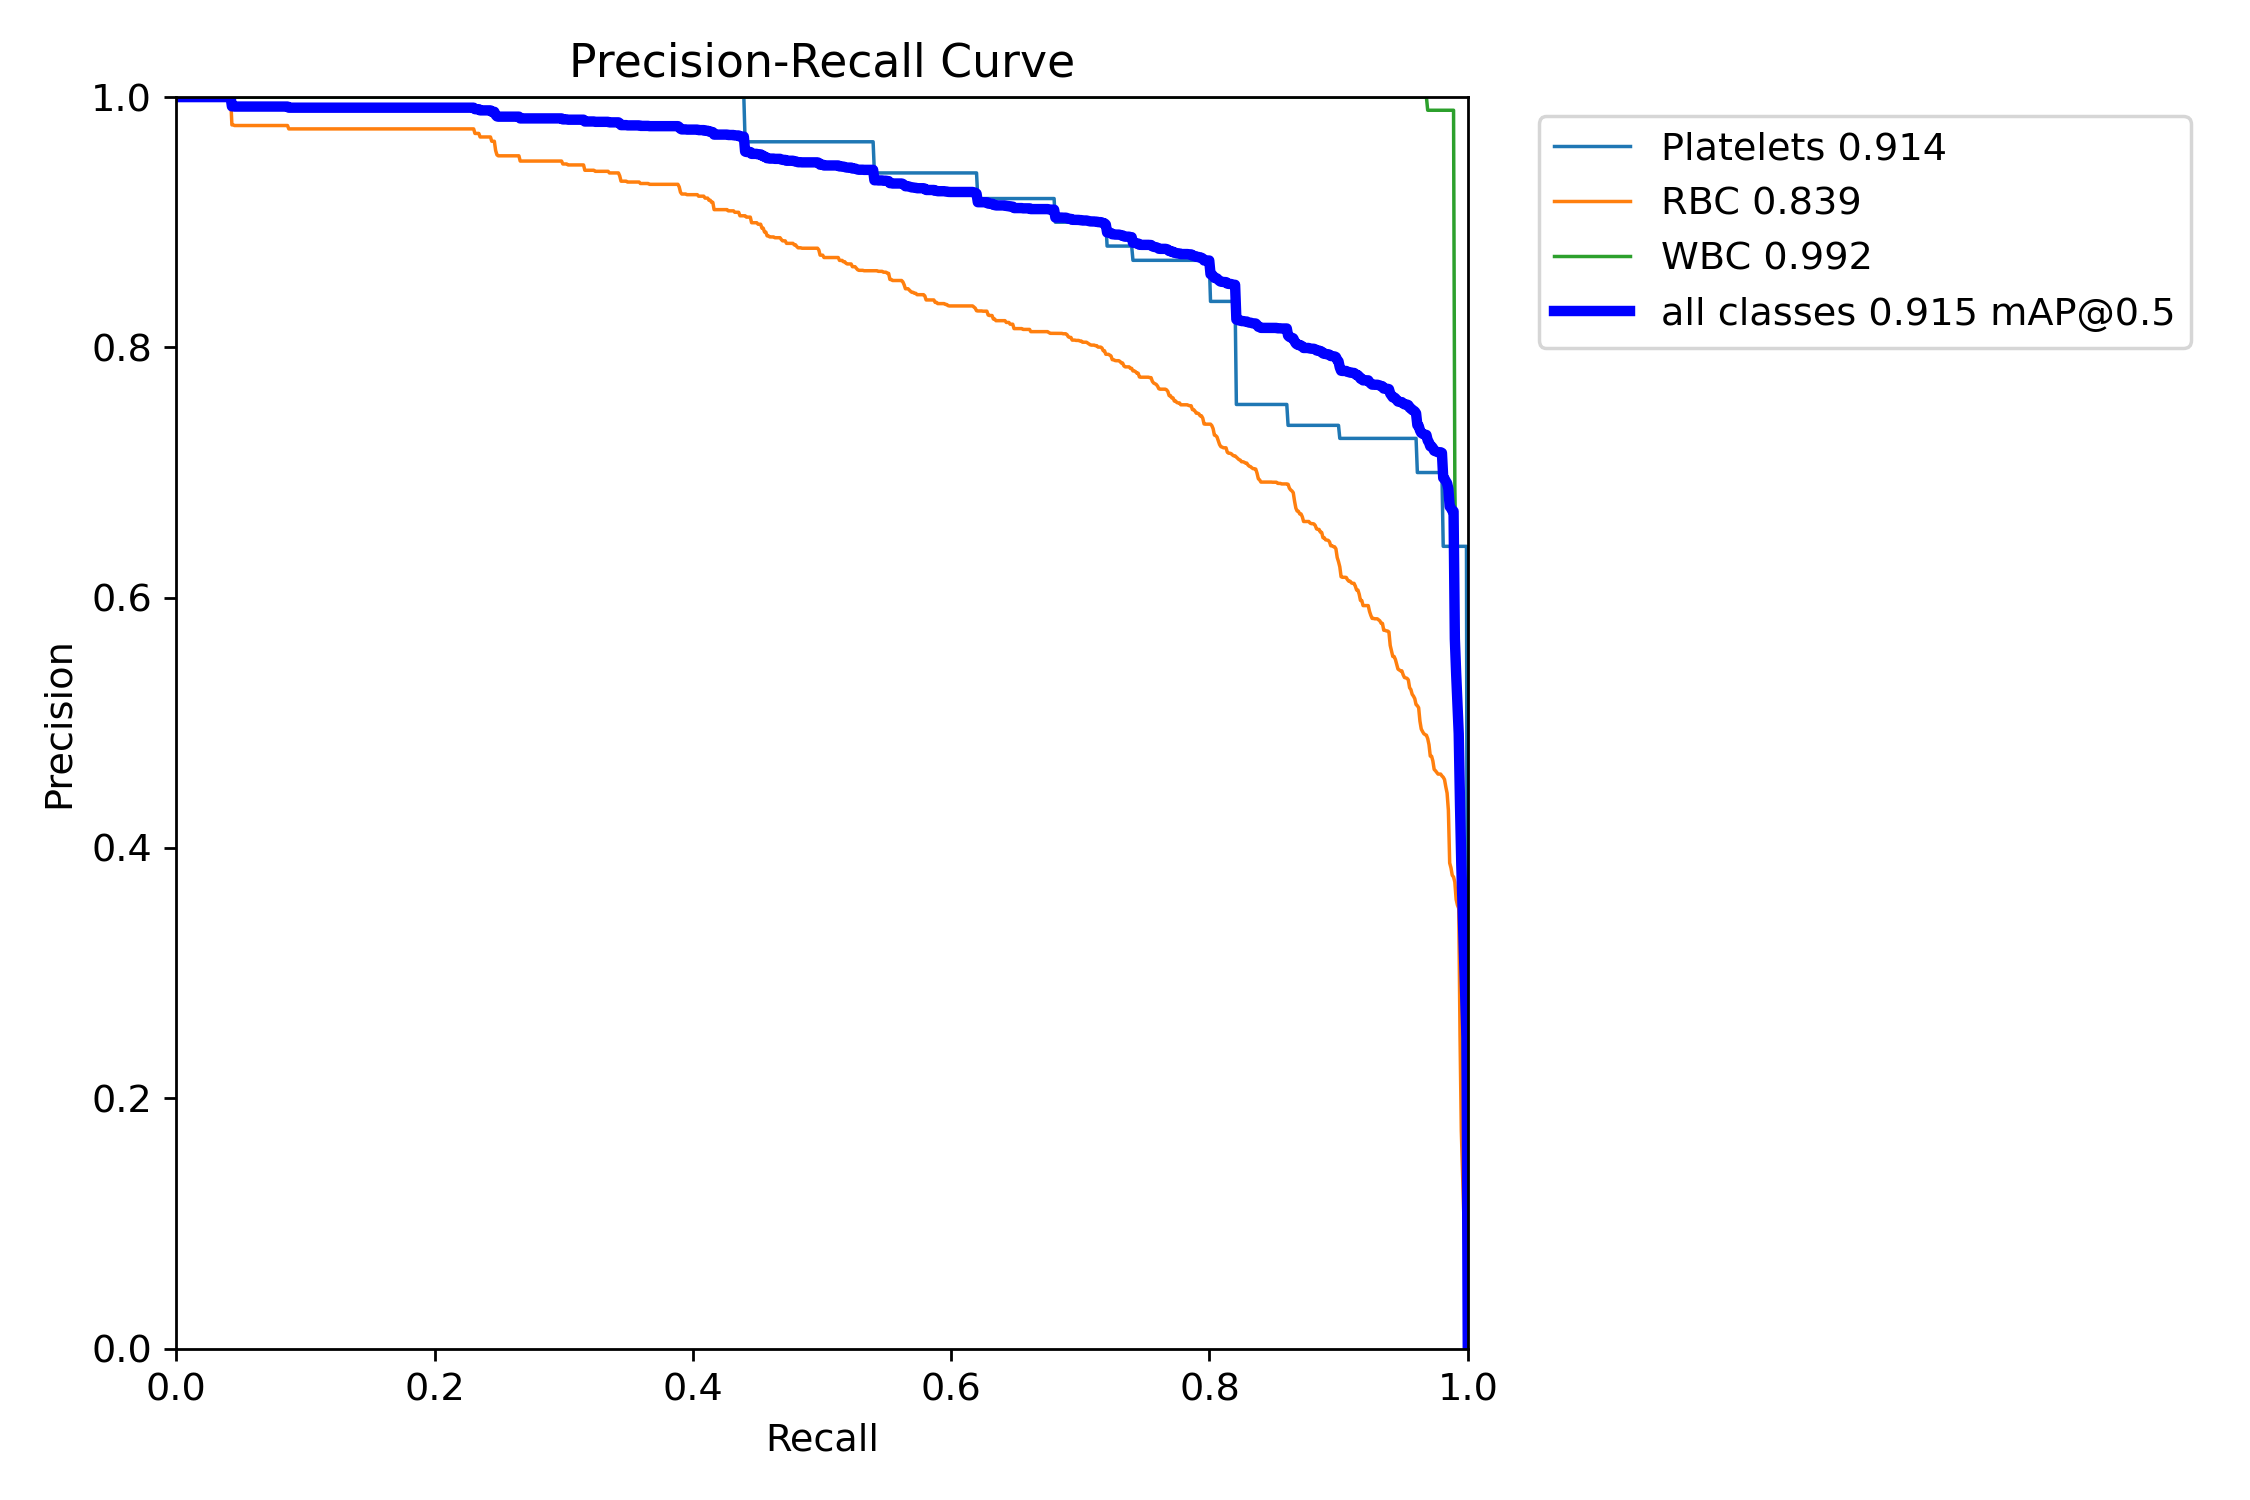 Precision-Recall Curve
1.0
0.8
0.6
0.4
0.2
0.0
Precision
0.0 0.2 0.4 0.6 0.8 1.0
Recall
Platelets 0.914
RBC 0.839
WBC 0.992
all classes 0.915 mAP@0.5